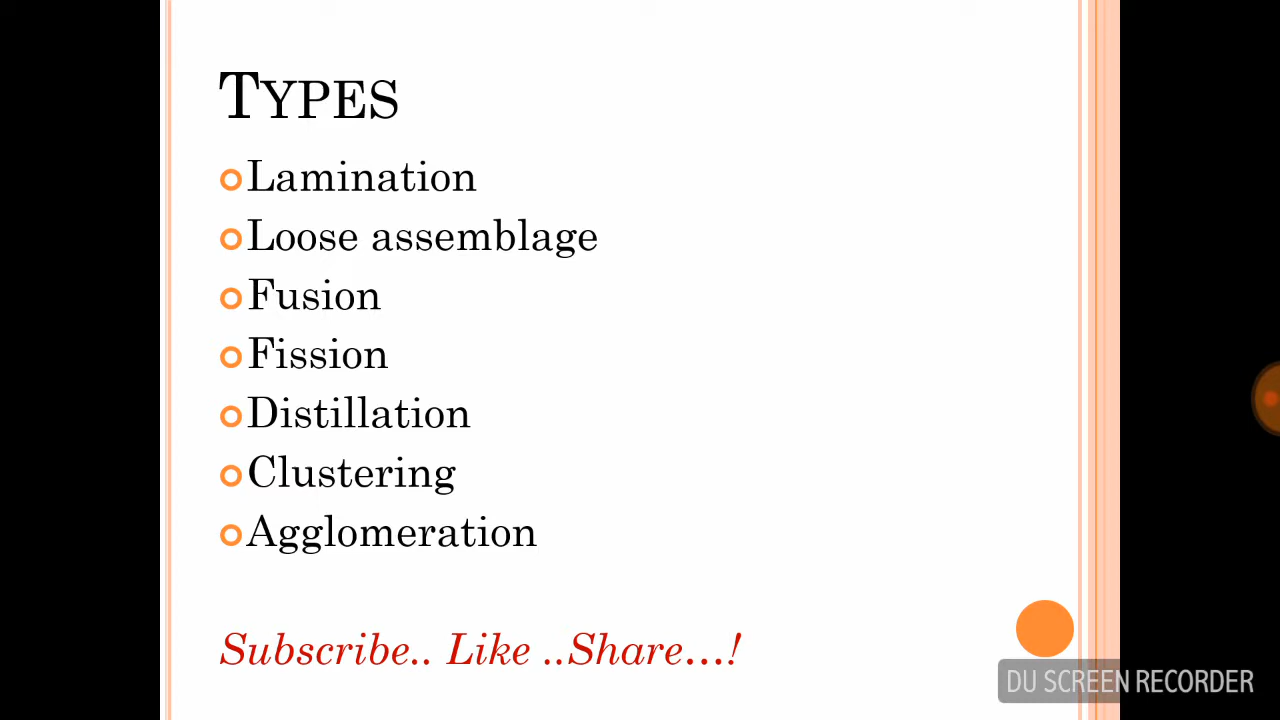 TYPES
Lamination
Loose assemblage
Fusion
Fission
Distillation
Clustering
Agglomeration
Subscribe.. Like ..Share...!
DU SCREEN RECORDER